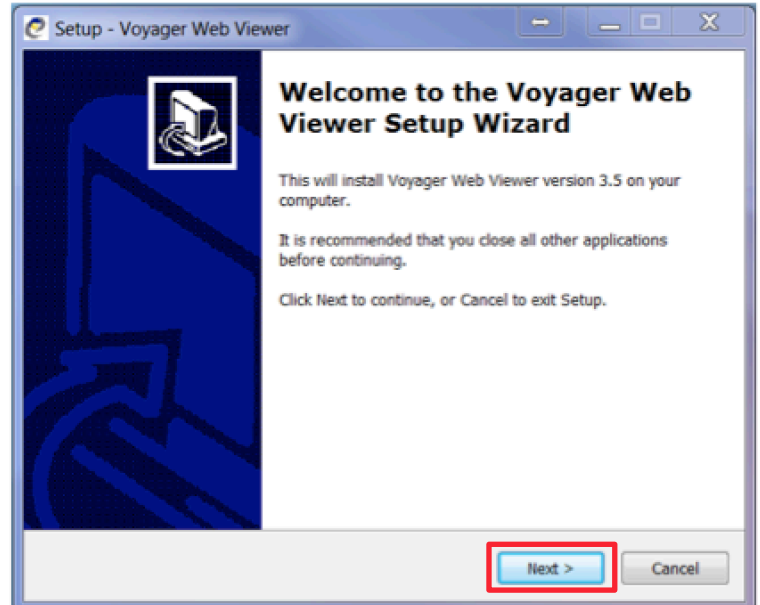 Setup - Voyager Web Viewer
Welcome to the Voyager Web
Viewer Setup Wizard
This will install Voyager Web Viewer version 3.5 on your
computer.
It is recommended that you close all other applications
before continuing.
Click Next to continue, or Cancel to exit Setup.
Next >
Cancel